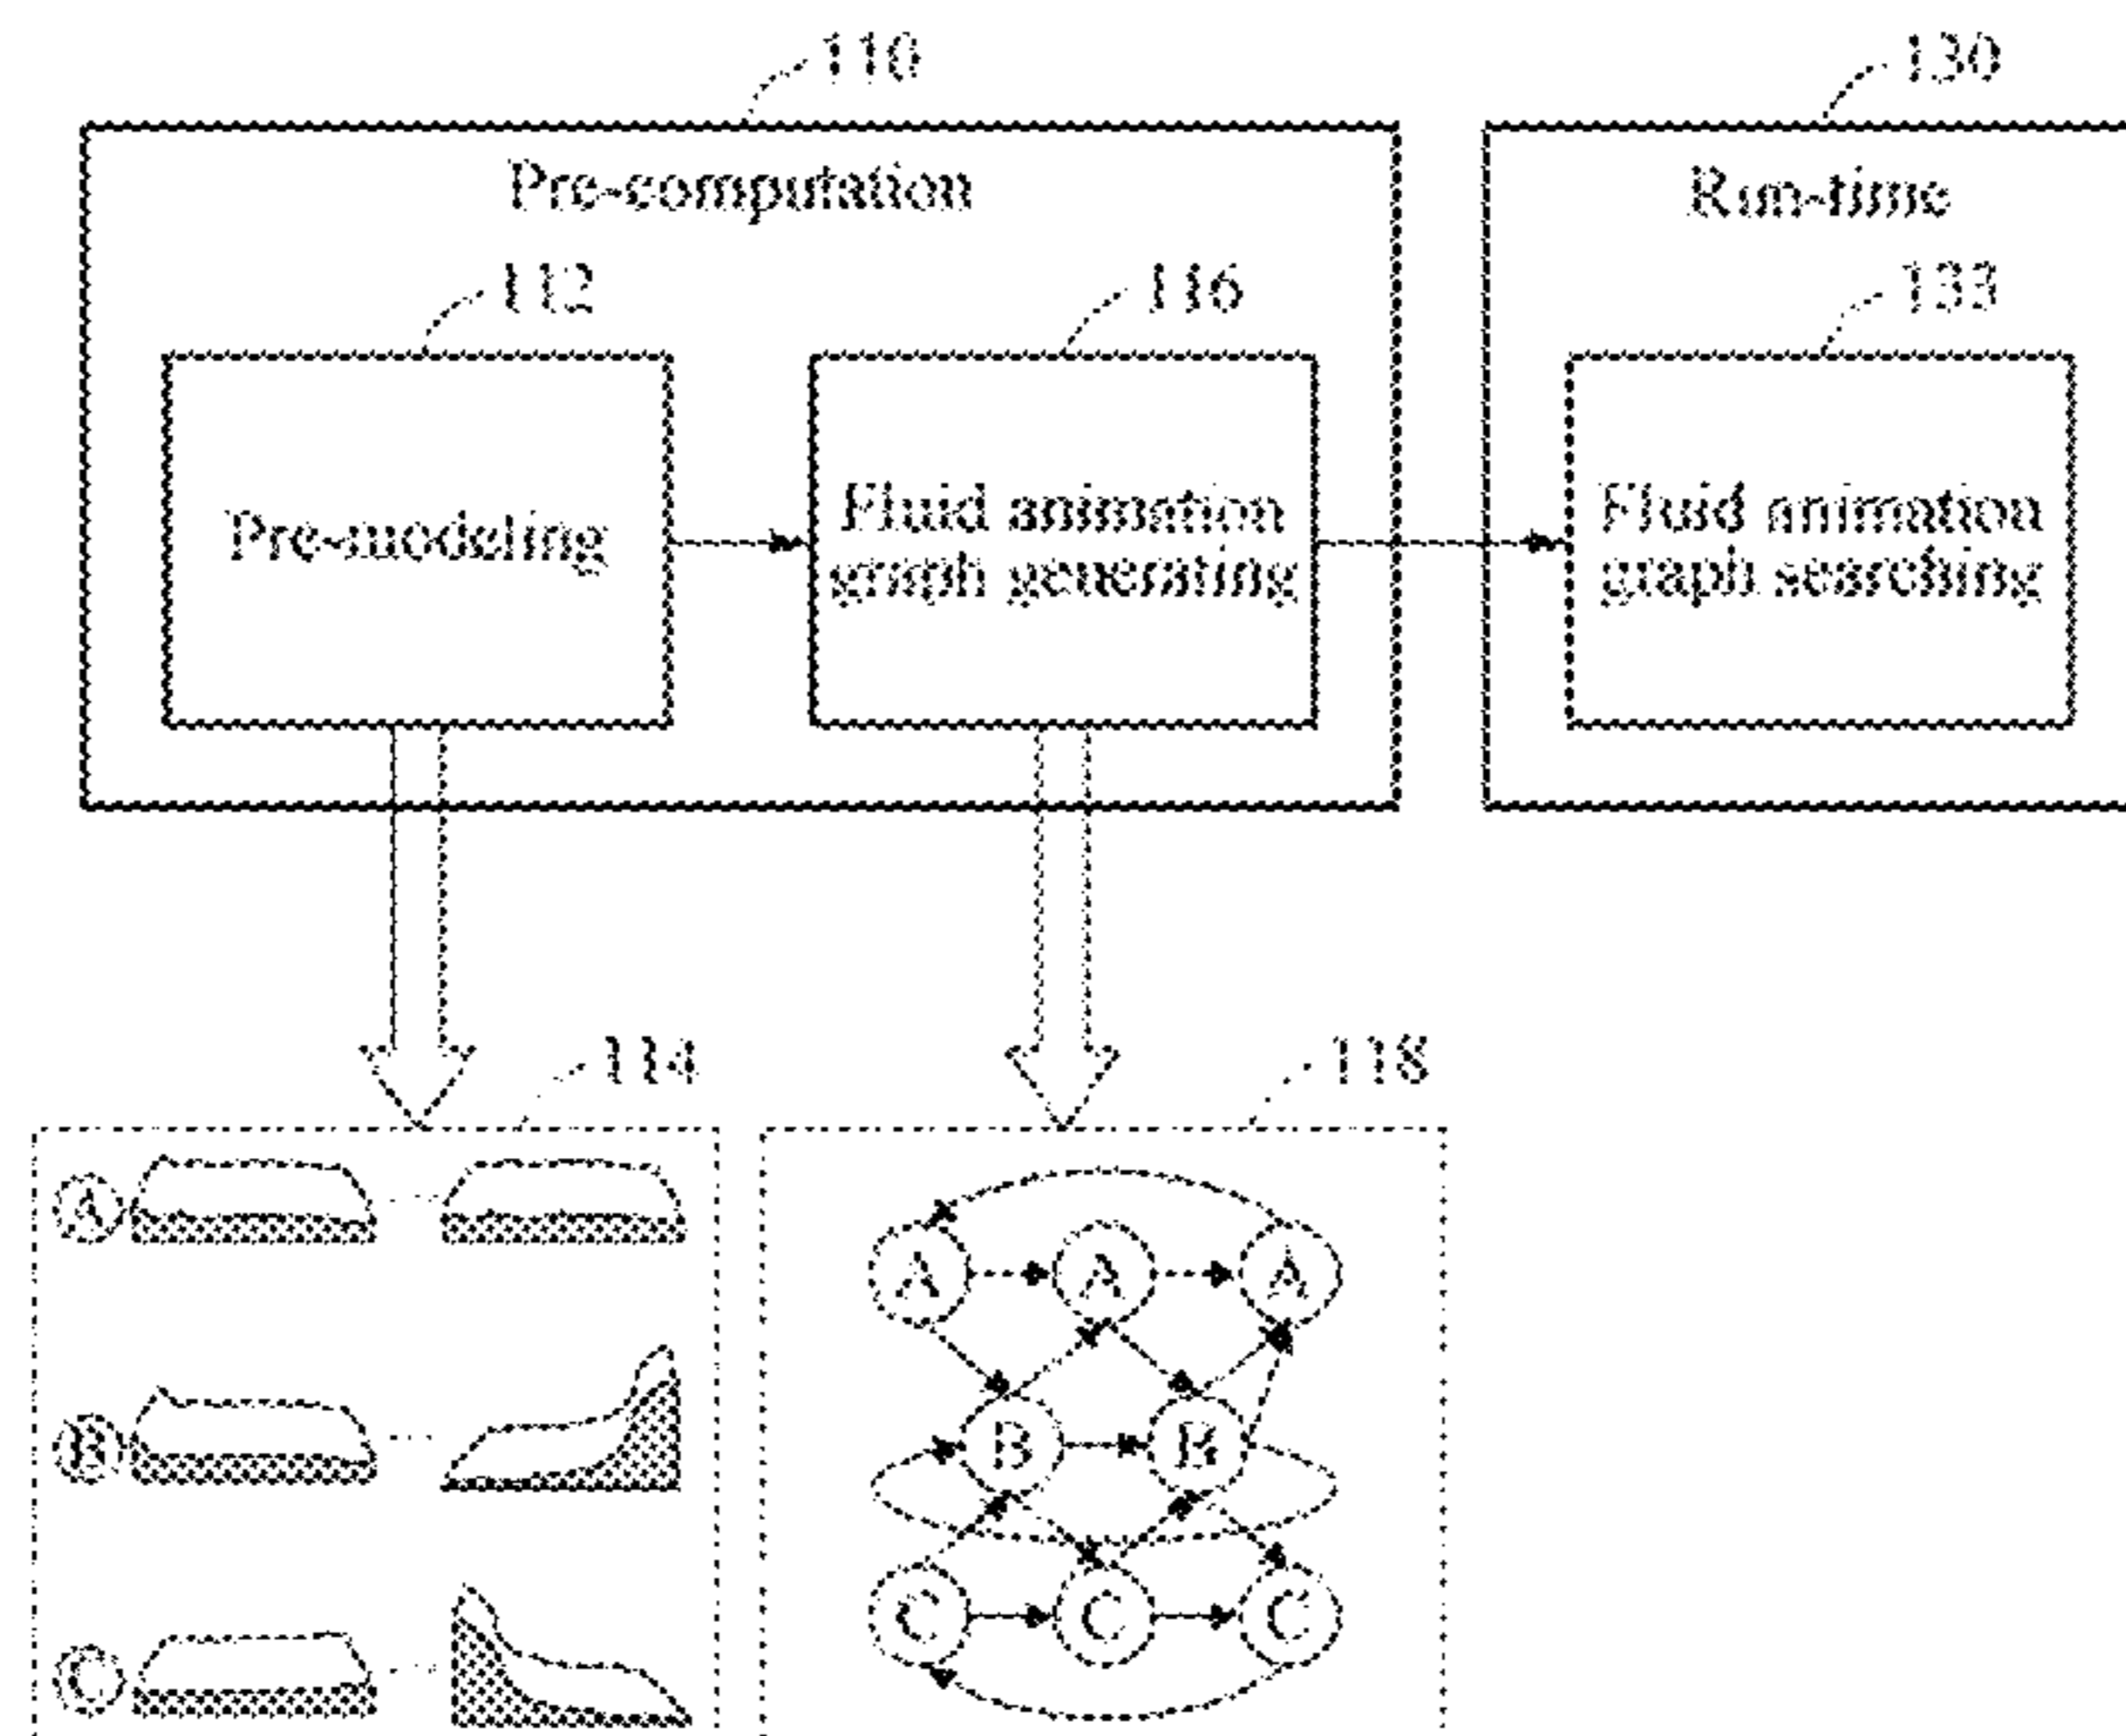 110
130
Pre-computation
Run-time
112
116
133
Pre-modeling
Fluid animation
graph generating
Fluid animation
graph searching
114
118
A
A A A
B
B B
C
C C C